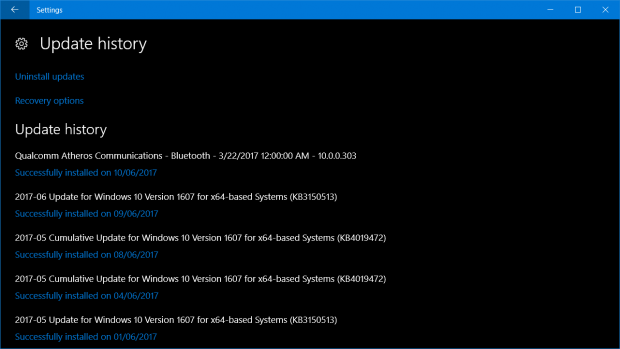 Settings
Update history
Uninstall updates
Recovery options
Update history
Qualcomm Atheros Communications - Bluetooth - 3/22/2017 12:00:00 AM - 10.0.0.303
Successfully installed on 10/06/2017
2017-06 Update for Windows 10 Version 1607 for x64-based Systems (KB3150513)
Successfully installed on 09/06/2017
2017-05 Cumulative Update for Windows 10 Version 1607 for x64-based Systems (KB4019472)
Successfully installed on 08/06/2017
2017-05 Cumulative Update for Windows 10 Version 1607 for x64-based Systems (KB4019472)
Successfully installed on 04/06/2017
2017-05 Update for Windows 10 Version 1607 for x64-based Systems (KB3150513)
Successfully installed on 01/06/2017